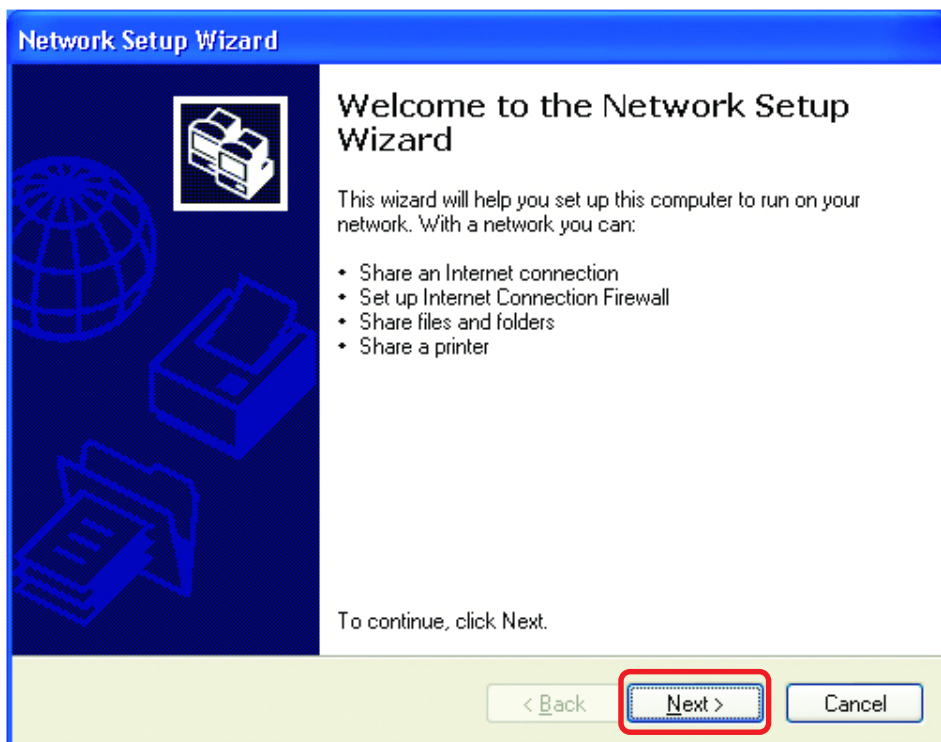 Network Setup Wizard
Welcome to the Network Setup
Wizard
This wizard will help you set up this computer to run on your
network. With a network you can:
• Share an Internet connection
• Set up Internet Connection Firewall
• Share files and folders
• Share a printer
To continue, click Next.
< Back Next > Cancel